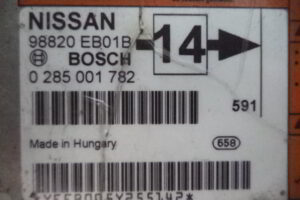 NISSAN
98820 EB01B
14
BOSCH
0 285 001 782
591
Made in Hungary
658